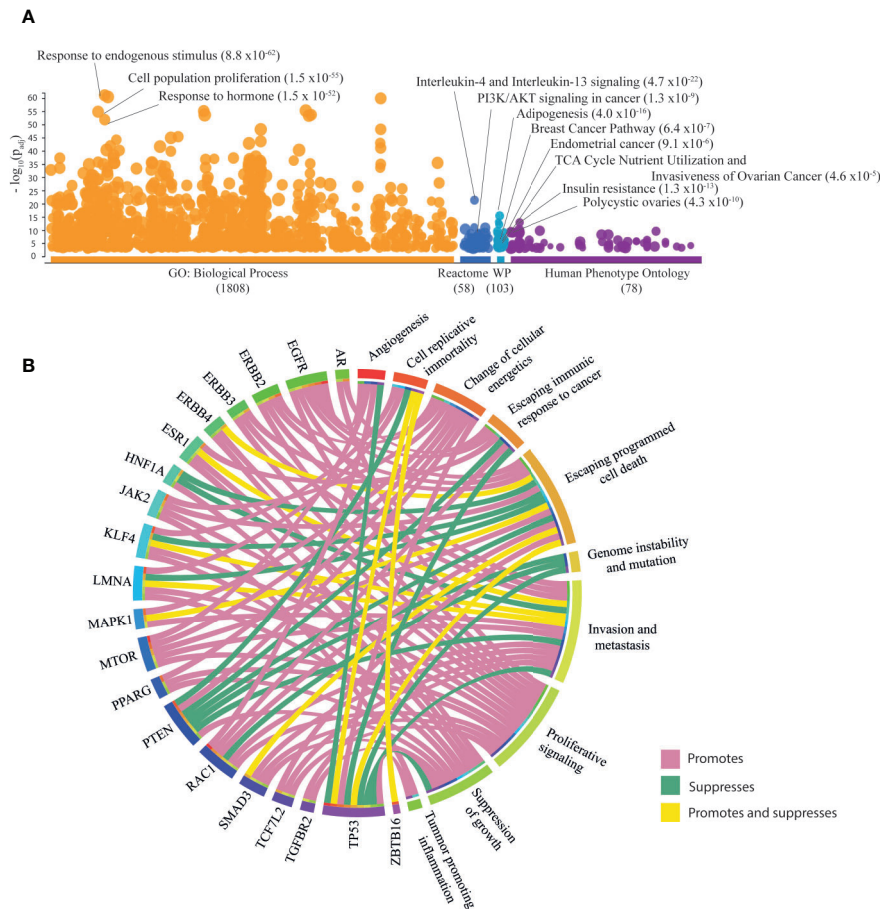 A
Response to endogenous stimulus (8.8 x10⁻⁶²)
Cell population proliferation (1.5 x10⁻⁵⁵)
Response to hormone (1.5 x10⁻⁵²)
Interleukin-4 and Interleukin-13 signaling (4.7 x10⁻²²)
PI3K/AKT signaling in cancer (1.3 x10⁻⁹)
Adipogenesis (4.0 x10⁻¹⁶)
Breast Cancer Pathway (6.4 x10⁻⁷)
Endometrial cancer (9.1 x10⁻⁶)
TCA Cycle Nutrient Utilization and
Invasiveness of Ovarian Cancer (4.6 x10⁻⁵)
Insulin resistance (1.3 x10⁻¹³)
Polycystic ovaries (4.3 x10⁻¹⁰)
- log₁₀(p_adj)
60
55
50
45
40
35
30
25
20
15
10
5
0
GO: Biological Process
(1808)
Reactome
(58)
WP
(103)
Human Phenotype Ontology
(78)
B
Angiogenesis
Cell replicative
immortality
Change of cellular
energetics
Escaping immunic
response to cancer
Escaping programmed
cell death
Genome instability
and mutation
Invasion and
metastasis
Proliferative
signaling
Suppression
of growth
Tummor promoting
inflammation
ZBTB16
TP53
TGFBR2
TCF7L2
SMAD3
RAC1
PTEN
PPARG
MTOR
MAPK1
LMNA
KLF4
JAK2
HNF1A
ESR1
ERBB4
ERBB3
ERBB2
EGFR
AR
Promotes
Suppresses
Promotes and suppresses